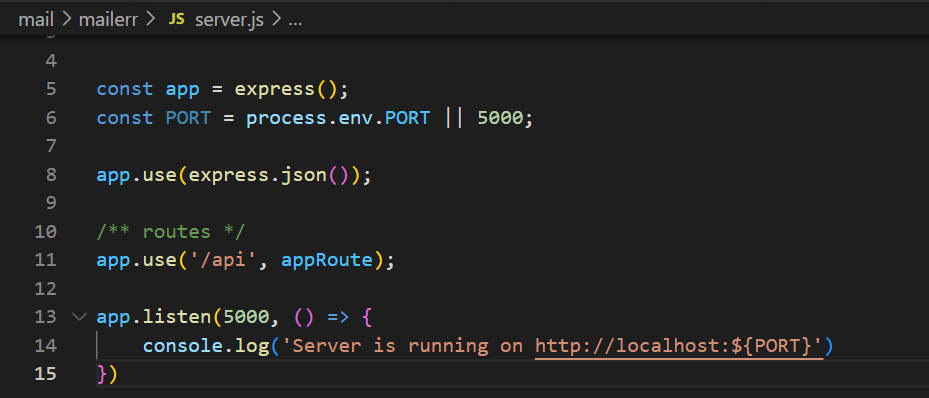 mail > mailerr > JS server.js > ...
4
5 const app = express();
6 const PORT = process.env.PORT || 5000;
7
8 app.use(express.json());
9
10 /** routes */
11 app.use('/api', appRoute);
12
13 app.listen(5000, () => {
14     console.log('Server is running on http://localhost:${PORT}')
15 })